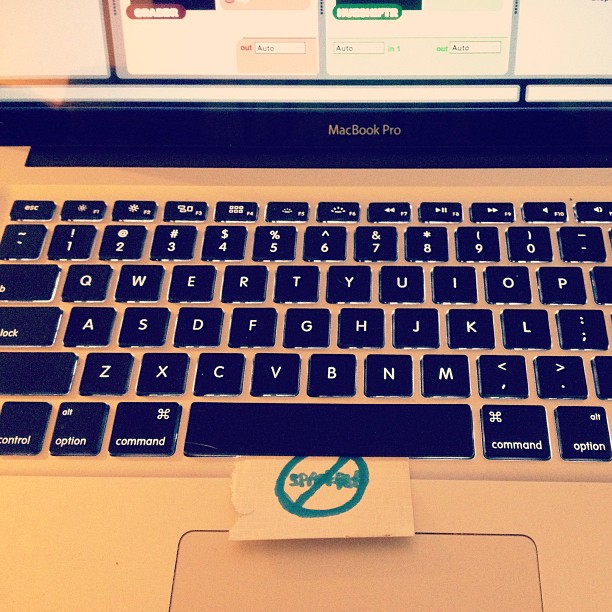 out Auto
Auto in 1 out Auto
MacBook Pro
esc F1 F2 F3 F4 F5 F6 F7 F8 F9 F10
~ ` ! 1 @ 2 # 3 $ 4 % 5 ^ 6 & 7 * 8 ( 9 ) 0 _ -
b Q W E R T Y U I O P
lock A S D F G H J K L : ;
Z X C V B N M < , > .
control alt option ⌘ command ⌘ command alt option